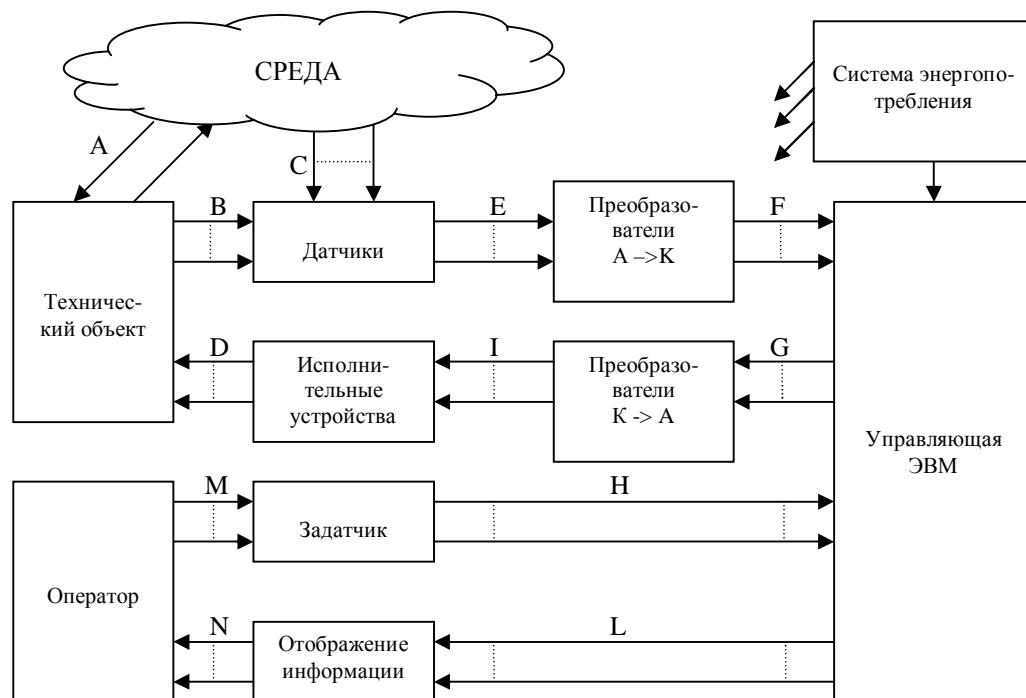 СРЕДА
Система энергопо-
требления
A
C
B
E
Преобразо-
ватели
А –>К
F
Датчики
Техничес-
кий объект
D
Исполни-
тельные
устройства
I
Преобразо-
ватели
К -> А
G
Управляющая
ЭВМ
M
Задатчик
H
Оператор
N
Отображение
информации
L